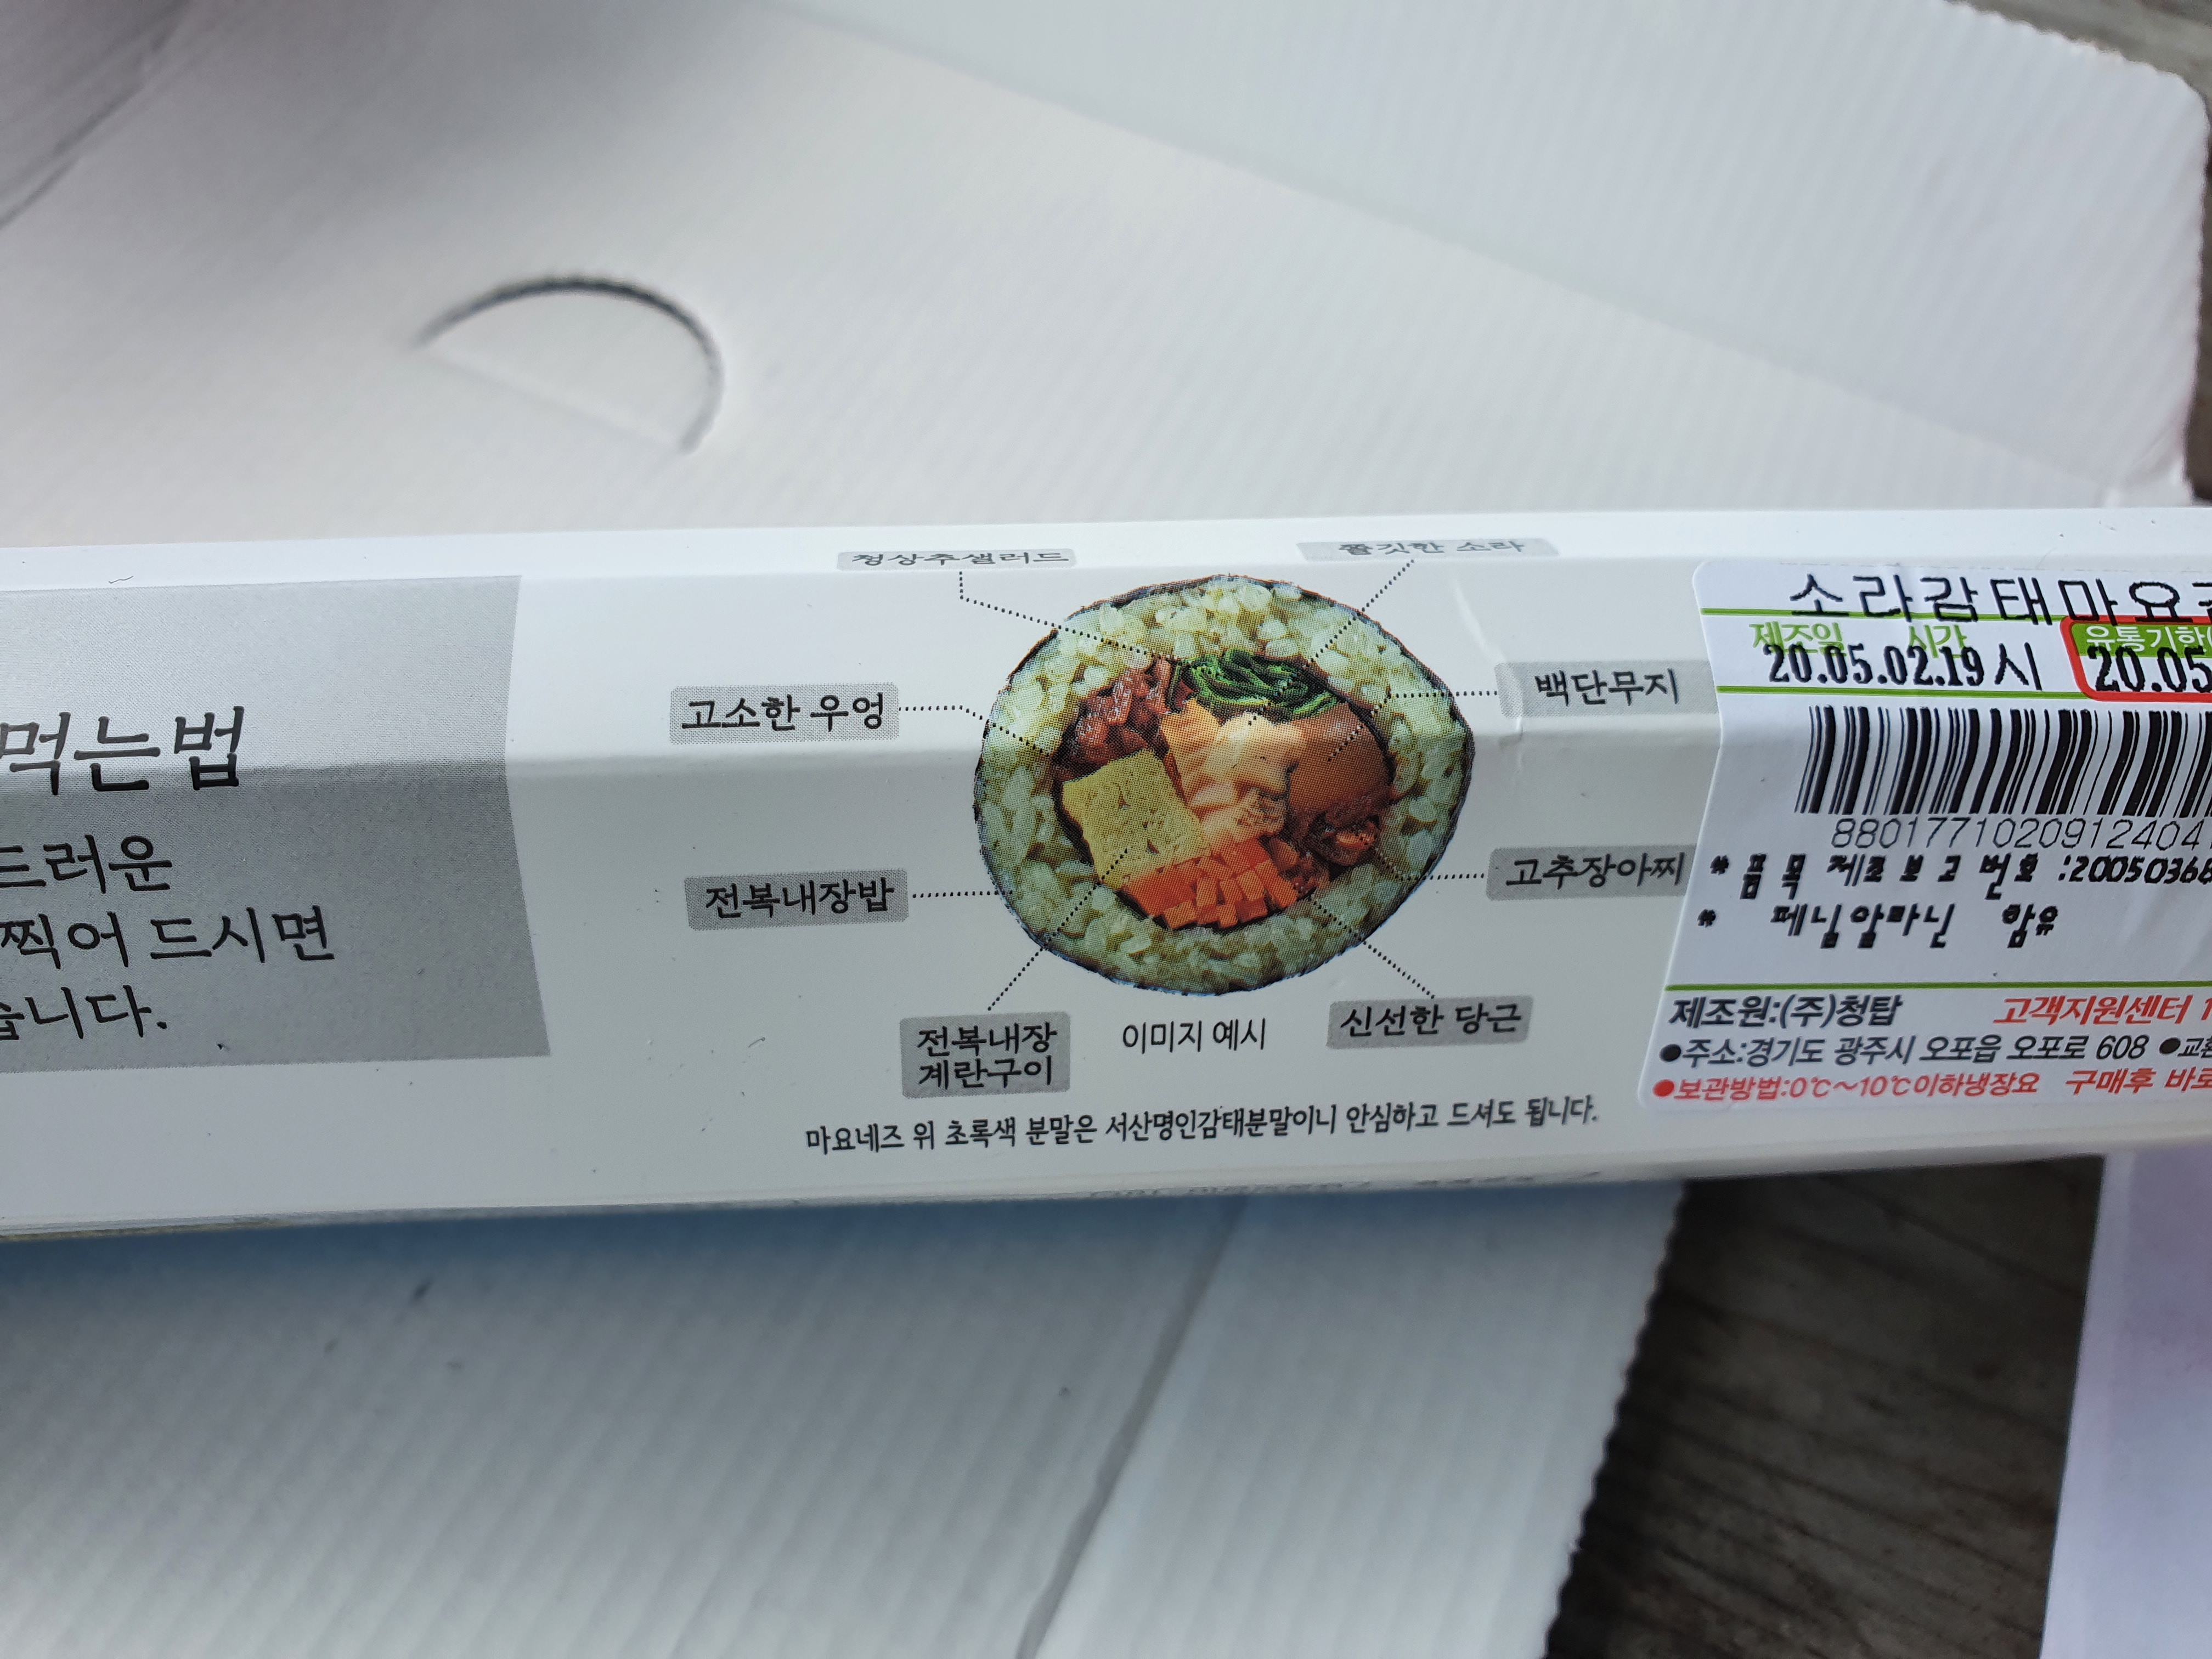 먹는법
드러운
찍어 드시면
습니다.
청상추샐러드
쫄깃한 소라
고소한 우엉
백단무지
전복내장밥
고추장아찌
전복내장
계란구이
이미지 예시
신선한 당근
마요네즈 위 초록색 분말은 서산명인감태분말이니 안심하고 드셔도 됩니다.
소라감태마요
제조일 시간 유통기한
20.05.02.19시 20.05
8801771020912404
* 품목 제조보고번호:20050368
* 페닐알라닌 함유
제조원:(주)청탑 고객지원센터 1
●주소:경기도 광주시 오포읍 오포로 608 ●교환
●보관방법:0℃~10℃이하냉장요 구매후 바로